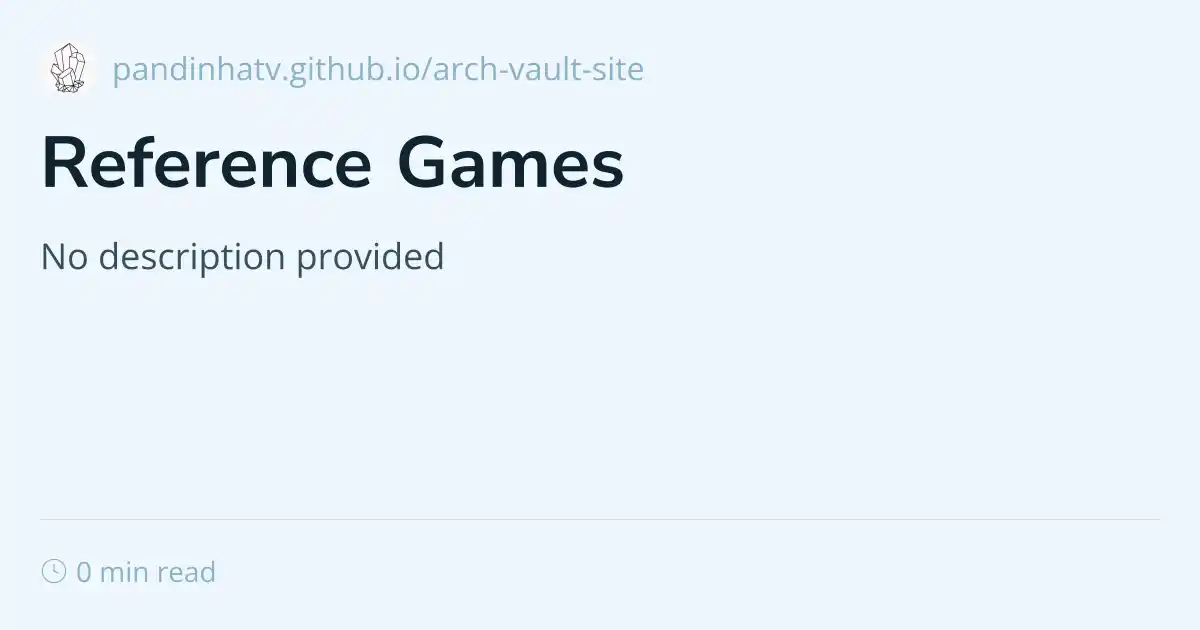 pandinhatv.github.io/arch-vault-site
Reference Games
No description provided
0 min read